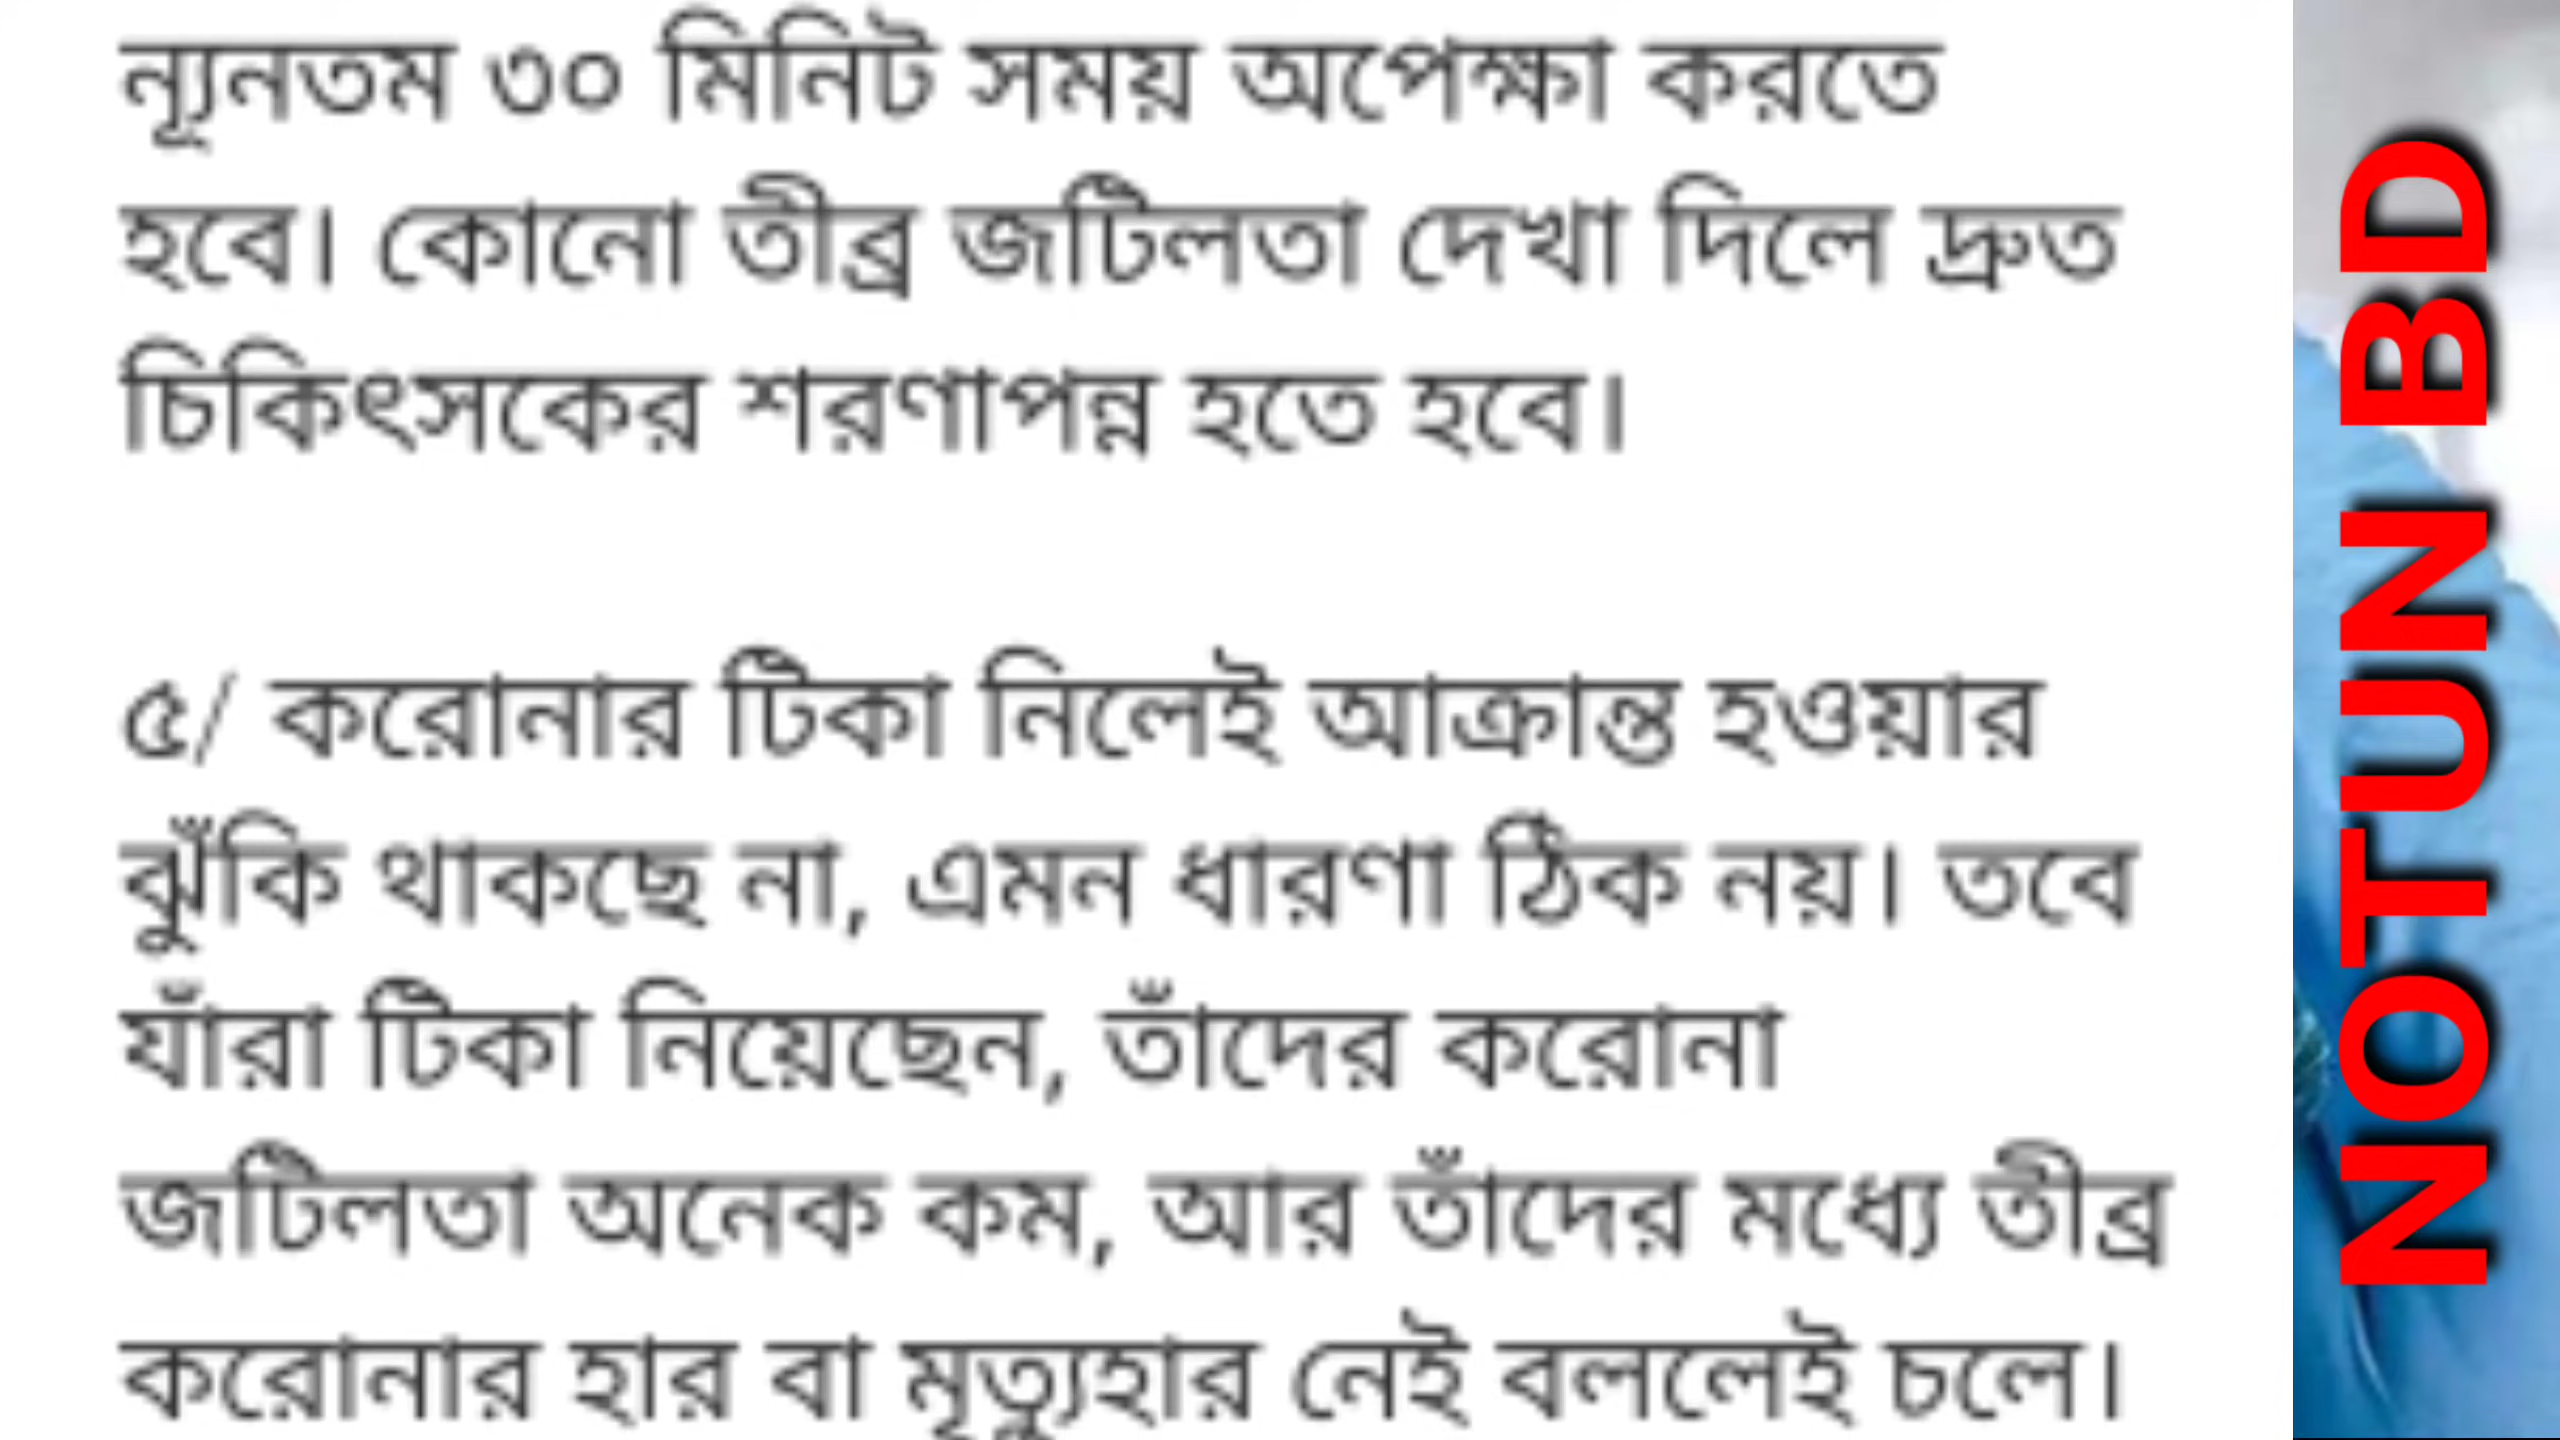 ন্যূনতম ৩০ মিনিট সময় অপেক্ষা করতে
হবে। কোনো তীব্র জটিলতা দেখা দিলে দ্রুত
চিকিৎসকের শরণাপন্ন হতে হবে।
৫/ করোনার টিকা নিলেই আক্রান্ত হওয়ার
ঝুঁকি থাকছে না, এমন ধারণা ঠিক নয়। তবে
যাঁরা টিকা নিয়েছেন, তাঁদের করোনা
জটিলতা অনেক কম, আর তাঁদের মধ্যে তীব্র
করোনার হার বা মৃত্যুহার নেই বললেই চলে।
NOTUN BD